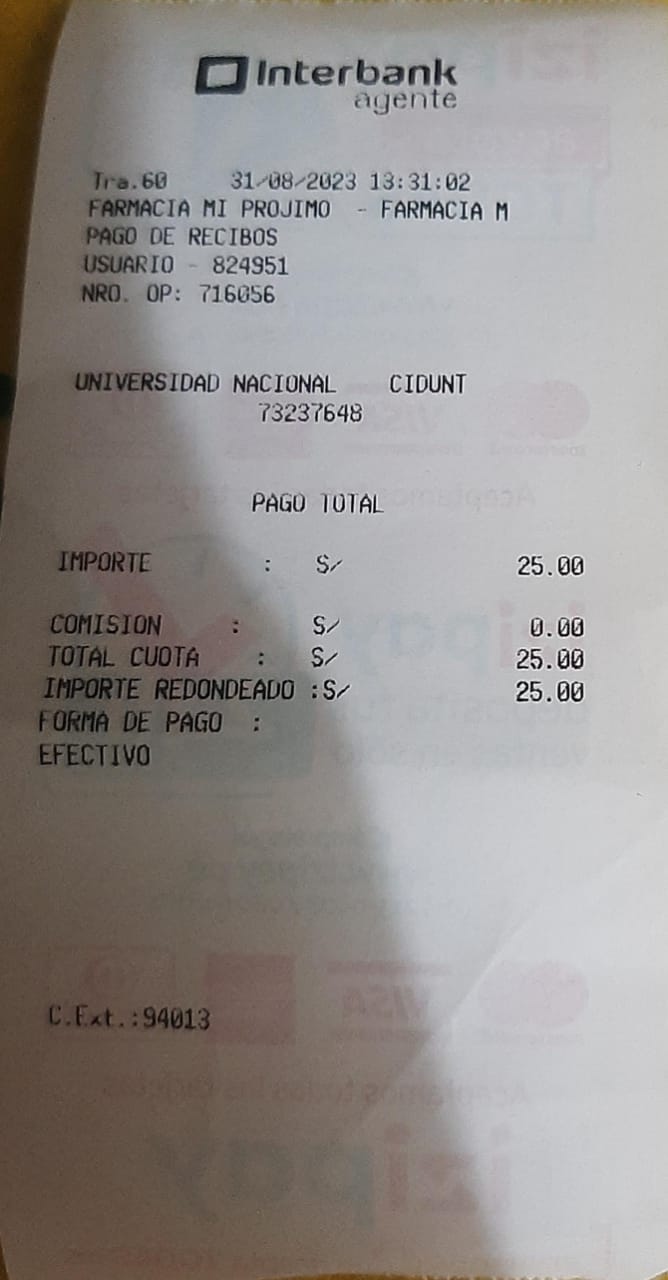 Interbank
agente
Tra.60 31/08/2023 13:31:02
FARMACIA MI PROJIMO - FARMACIA M
PAGO DE RECIBOS
USUARIO - 824951
NRO. OP: 716056
UNIVERSIDAD NACIONAL CIDUNT
73237648
PAGO TOTAL
IMPORTE : S/ 25.00
COMISION : S/ 0.00
TOTAL CUOTA : S/ 25.00
IMPORTE REDONDEADO :S/ 25.00
FORMA DE PAGO :
EFECTIVO
C.Ext.:94013